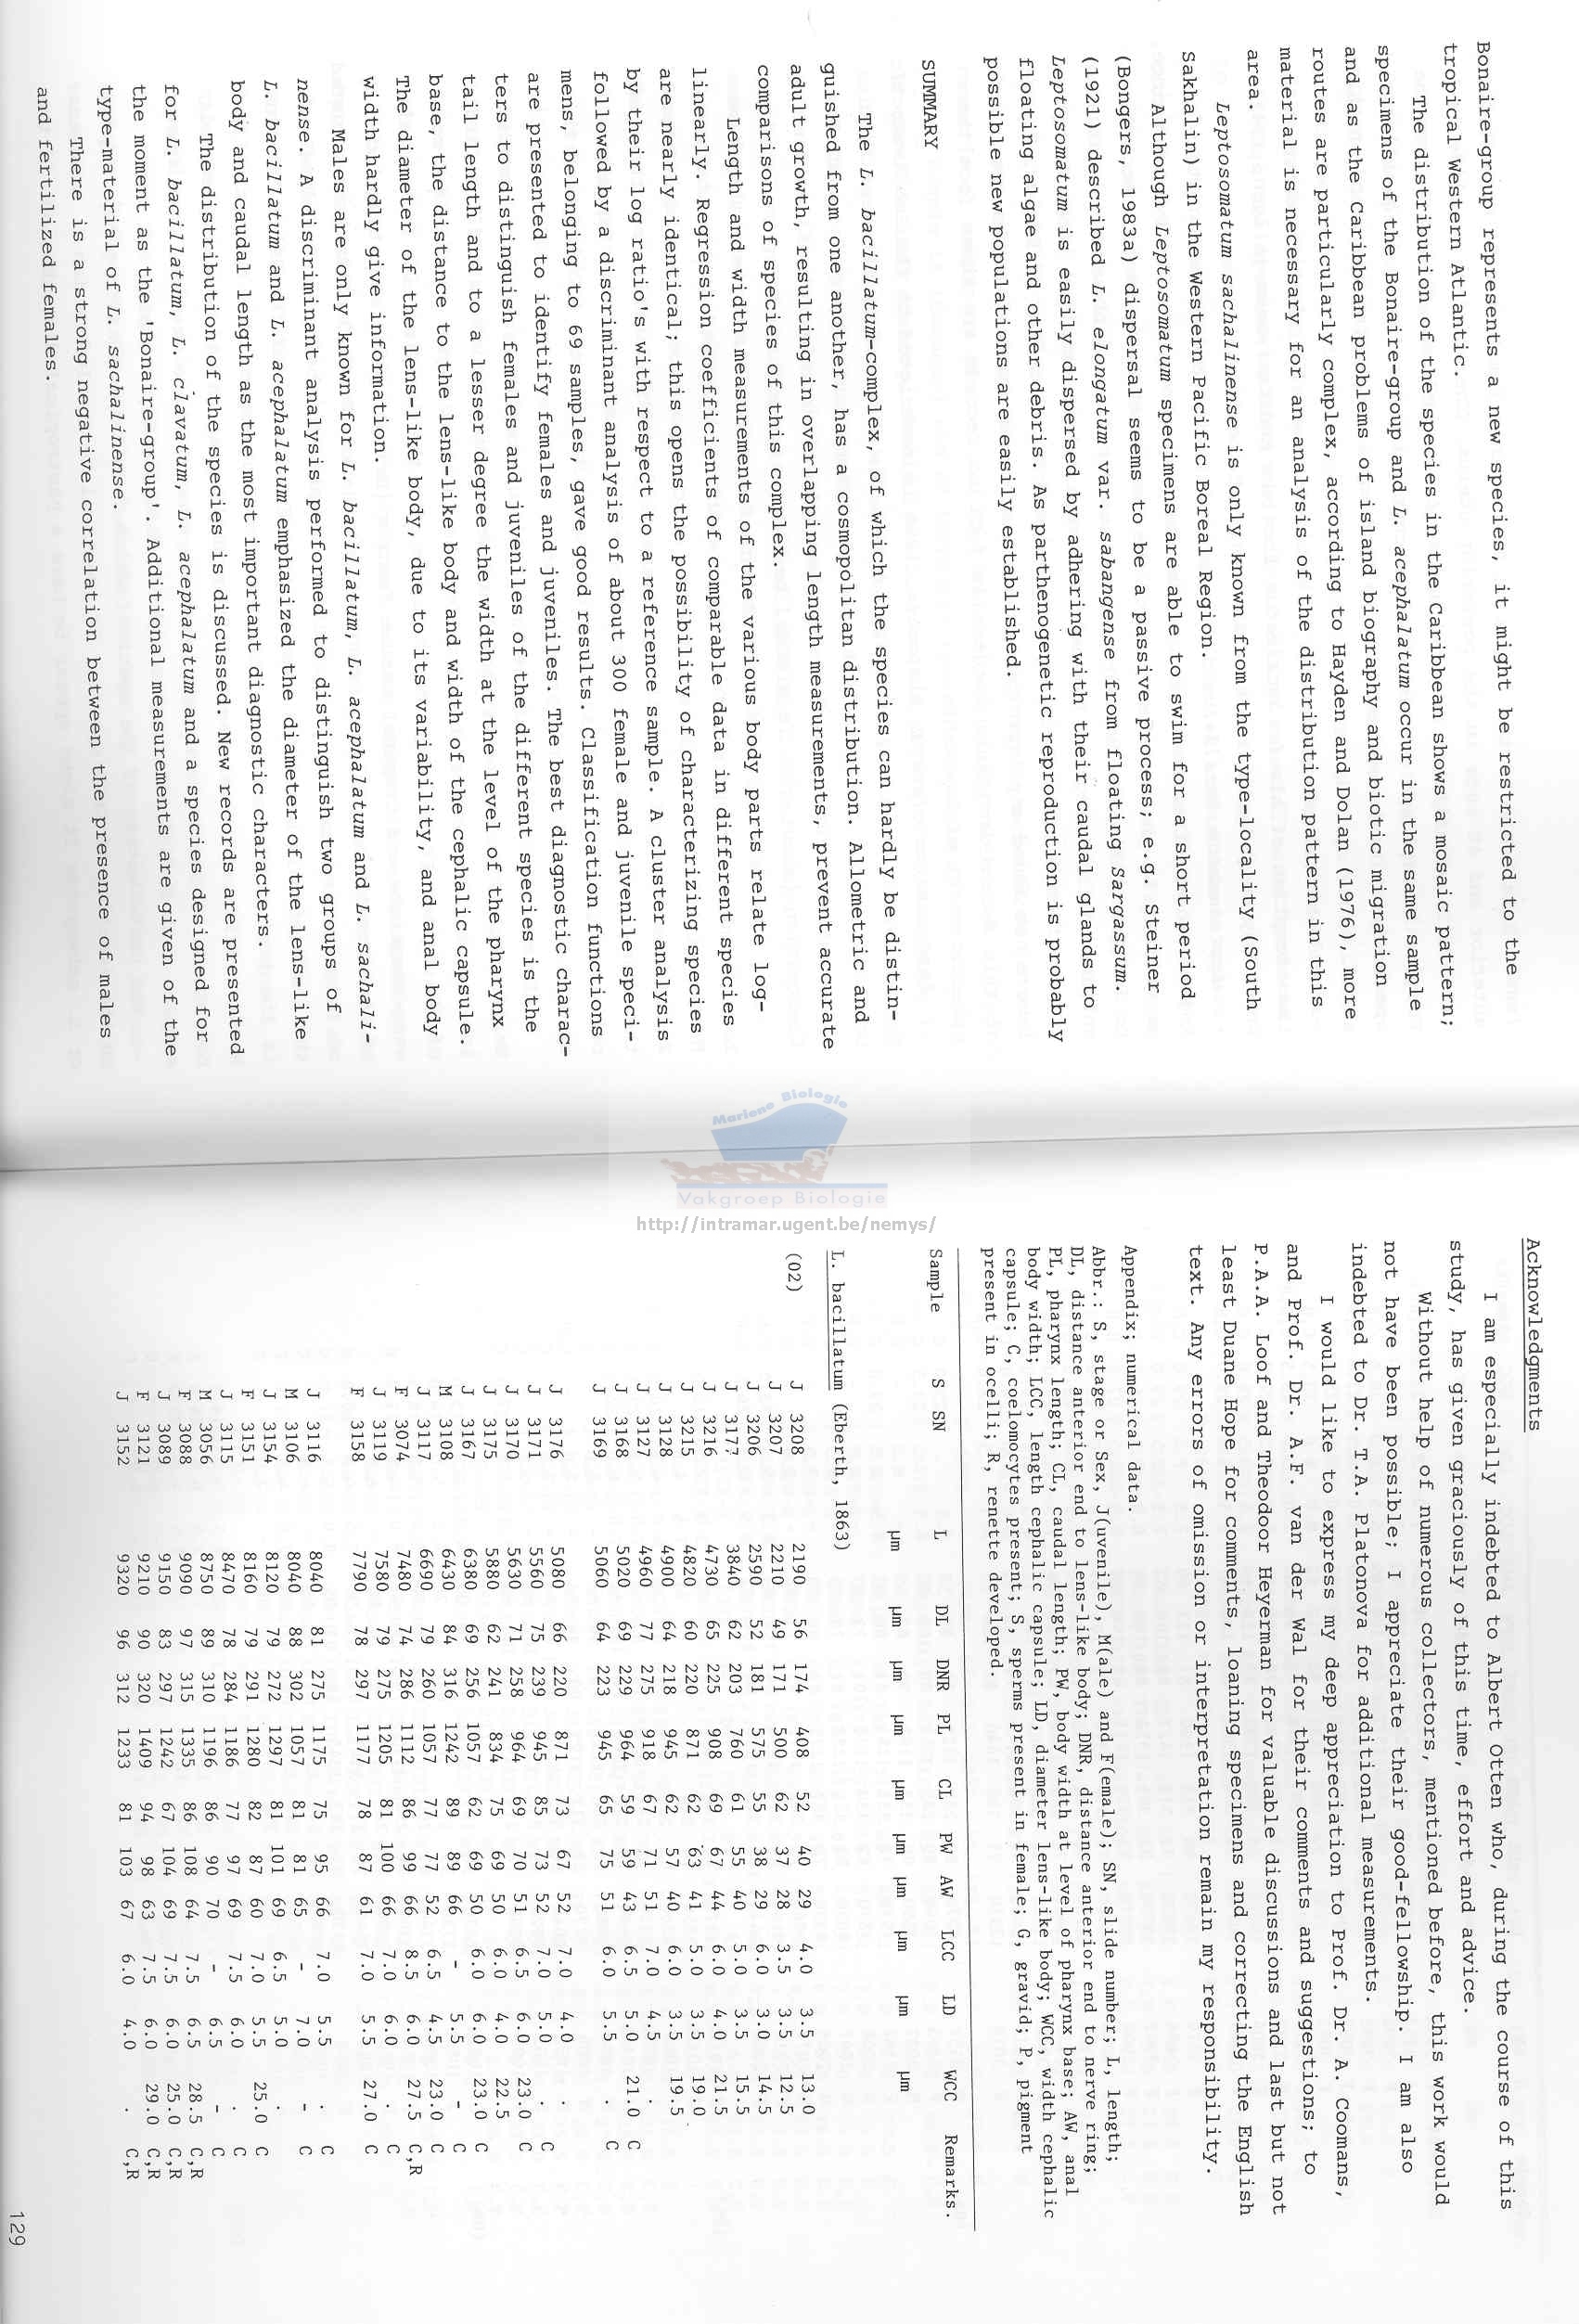 Bonaire-group represents a new species, it might be restricted to the
tropical Western Atlantic.
The distribution of the species in the Caribbean shows a mosaic pattern;
specimens of the Bonaire-group and L. acephalatum occur in the same sample
and as the Caribbean problems of island biography and biotic migration
routes are particularly complex, according to Hayden and Dolan (1976), more
material is necessary for an analysis of the distribution pattern in this
area.
Leptosomatum sachalinense is only known from the type-locality (South
Sakhalin) in the Western Pacific Boreal Region.
Although Leptosomatum specimens are able to swim for a short period
(Bongers, 1983a) dispersal seems to be a passive process; e.g. Steiner
(1921) described L. elongatum var. sabangense from floating Sargassum.
Leptosomatum is easily dispersed by adhering with their caudal glands to
floating algae and other debris. As parthenogenetic reproduction is probably
possible new populations are easily established.
SUMMARY
The L. bacillatum-complex, of which the species can hardly be distin-
guished from one another, has a cosmopolitan distribution. Allometric and
adult growth, resulting in overlapping length measurements, prevent accurate
comparisons of species of this complex.
Length and width measurements of the various body parts relate log-
linearly. Regression coefficients of comparable data in different species
are nearly identical; this opens the possibility of characterizing species
by their log ratio's with respect to a reference sample. A cluster analysis
followed by a discriminant analysis of about 300 female and juvenile speci-
mens, belonging to 69 samples, gave good results. Classification functions
are presented to identify females and juveniles. The best diagnostic charac-
ters to distinguish females and juveniles of the different species is the
tail length and to a lesser degree the width at the level of the pharynx
base, the distance to the lens-like body and width of the cephalic capsule.
The diameter of the lens-like body, due to its variability, and anal body
width hardly give information.
Males are only known for L. bacillatum, L. acephalatum and L. sachali-
nense. A discriminant analysis performed to distinguish two groups of
L. bacillatum and L. acephalatum emphasized the diameter of the lens-like
body and caudal length as the most important diagnostic characters.
The distribution of the species is discussed. New records are presented
for L. bacillatum, L. clavatum, L. acephalatum and a species designed for
the moment as the 'Bonaire-group'. Additional measurements are given of the
type-material of L. sachalinense.
There is a strong negative correlation between the presence of males
and fertilized females.
Mariene Biologie
Vakgroep Biologie
http://intramar.ugent.be/nemys/
Acknowledgments
I am especially indebted to Albert Otten who, during the course of this
study, has given graciously of this time, effort and advice.
Without help of numerous collectors, mentioned before, this work would
not have been possible; I appreciate their good-fellowship. I am also
indebted to Dr. T.A. Platonova for additional measurements.
I would like to express my deep appreciation to Prof. Dr. A. Coomans,
and Prof. Dr. A.F. van der Wal for their comments and suggestions; to
P.A.A. Loof and Theodoor Heyerman for valuable discussions and last but not
least Duane Hope for comments, loaning specimens and correcting the English
text. Any errors of omission or interpretation remain my responsibility.
Appendix; numerical data.
Abbr.: S, stage or Sex, J(uvenile), M(ale) and F(emale); SN, slide number; L, length;
DL, distance anterior end to lens-like body; DNR, distance anterior end to nerve ring;
PL, pharynx length; CL, caudal length; PW, body width at level of pharynx base; AW, anal
body width; LCC, length cephalic capsule; LD, diameter lens-like body; WCC, width cephalic
capsule; C, coelomocytes present; S, sperms present in female; G, gravid; P, pigment
present in ocelli; R, renette developed.
Sample S SN L DL DNR PL CL PW AW LCC LD WCC Remarks.
µm µm µm µm µm µm µm µm µm µm
L. bacillatum (Eberth, 1863)
(02) J 3208 2190 56 174 408 52 40 29 4.0 3.5 13.0
J 3207 2210 49 171 500 62 37 28 3.5 3.5 12.5
J 3206 2590 52 181 575 55 38 29 6.0 3.0 14.5
J 3177 3840 62 203 760 61 55 40 5.0 3.5 15.5
J 3216 4730 65 225 908 69 67 44 6.0 4.0 21.5
J 3215 4820 60 220 871 62 63 41 5.0 3.5 19.0
J 3128 4900 64 218 945 62 57 40 6.0 3.5 19.5
J 3127 4960 77 275 918 67 71 51 7.0 4.5 .
J 3168 5020 69 229 964 59 59 43 6.5 5.0 21.0 C
J 3169 5060 64 223 945 65 75 51 6.0 5.5 . C
J 3176 5080 66 220 871 73 67 52 7.0 4.0 .
J 3171 5560 75 239 945 85 73 52 7.0 5.0 . C
J 3170 5630 71 258 964 69 70 51 6.5 6.0 23.0 C
J 3175 5880 62 241 834 75 69 50 6.0 4.0 22.5
J 3167 6380 69 256 1057 62 69 50 6.0 6.0 23.0 C
M 3108 6430 84 316 1242 89 89 66 - 5.5 - C
J 3117 6690 79 260 1057 77 77 52 6.5 4.5 23.0 C
F 3074 7480 74 286 1112 86 99 66 8.5 6.0 27.5 C,R
J 3119 7580 79 275 1205 81 100 66 7.0 6.0 . C
F 3158 7790 78 297 1177 78 87 61 7.0 5.5 27.0 C
J 3116 8040 81 275 1175 75 95 66 7.0 5.5 . C
M 3106 8040 88 302 1057 81 81 65 - 7.0 - C
J 3154 8120 79 272 1297 81 101 69 6.5 5.0 .
F 3151 8160 79 291 1280 82 87 60 7.0 5.5 25.0 C
J 3115 8470 78 284 1186 77 97 69 7.5 6.0 . C
M 3056 8750 89 310 1196 86 90 70 - 6.5 - C
F 3088 9090 97 315 1335 86 108 64 7.5 6.5 28.5 C,R
J 3089 9150 83 297 1242 67 104 69 7.5 6.0 25.0 C,R
F 3121 9210 90 320 1409 94 98 63 7.5 6.0 29.0 C,R
J 3152 9320 96 312 1233 81 103 67 6.0 4.0 . C,R
129